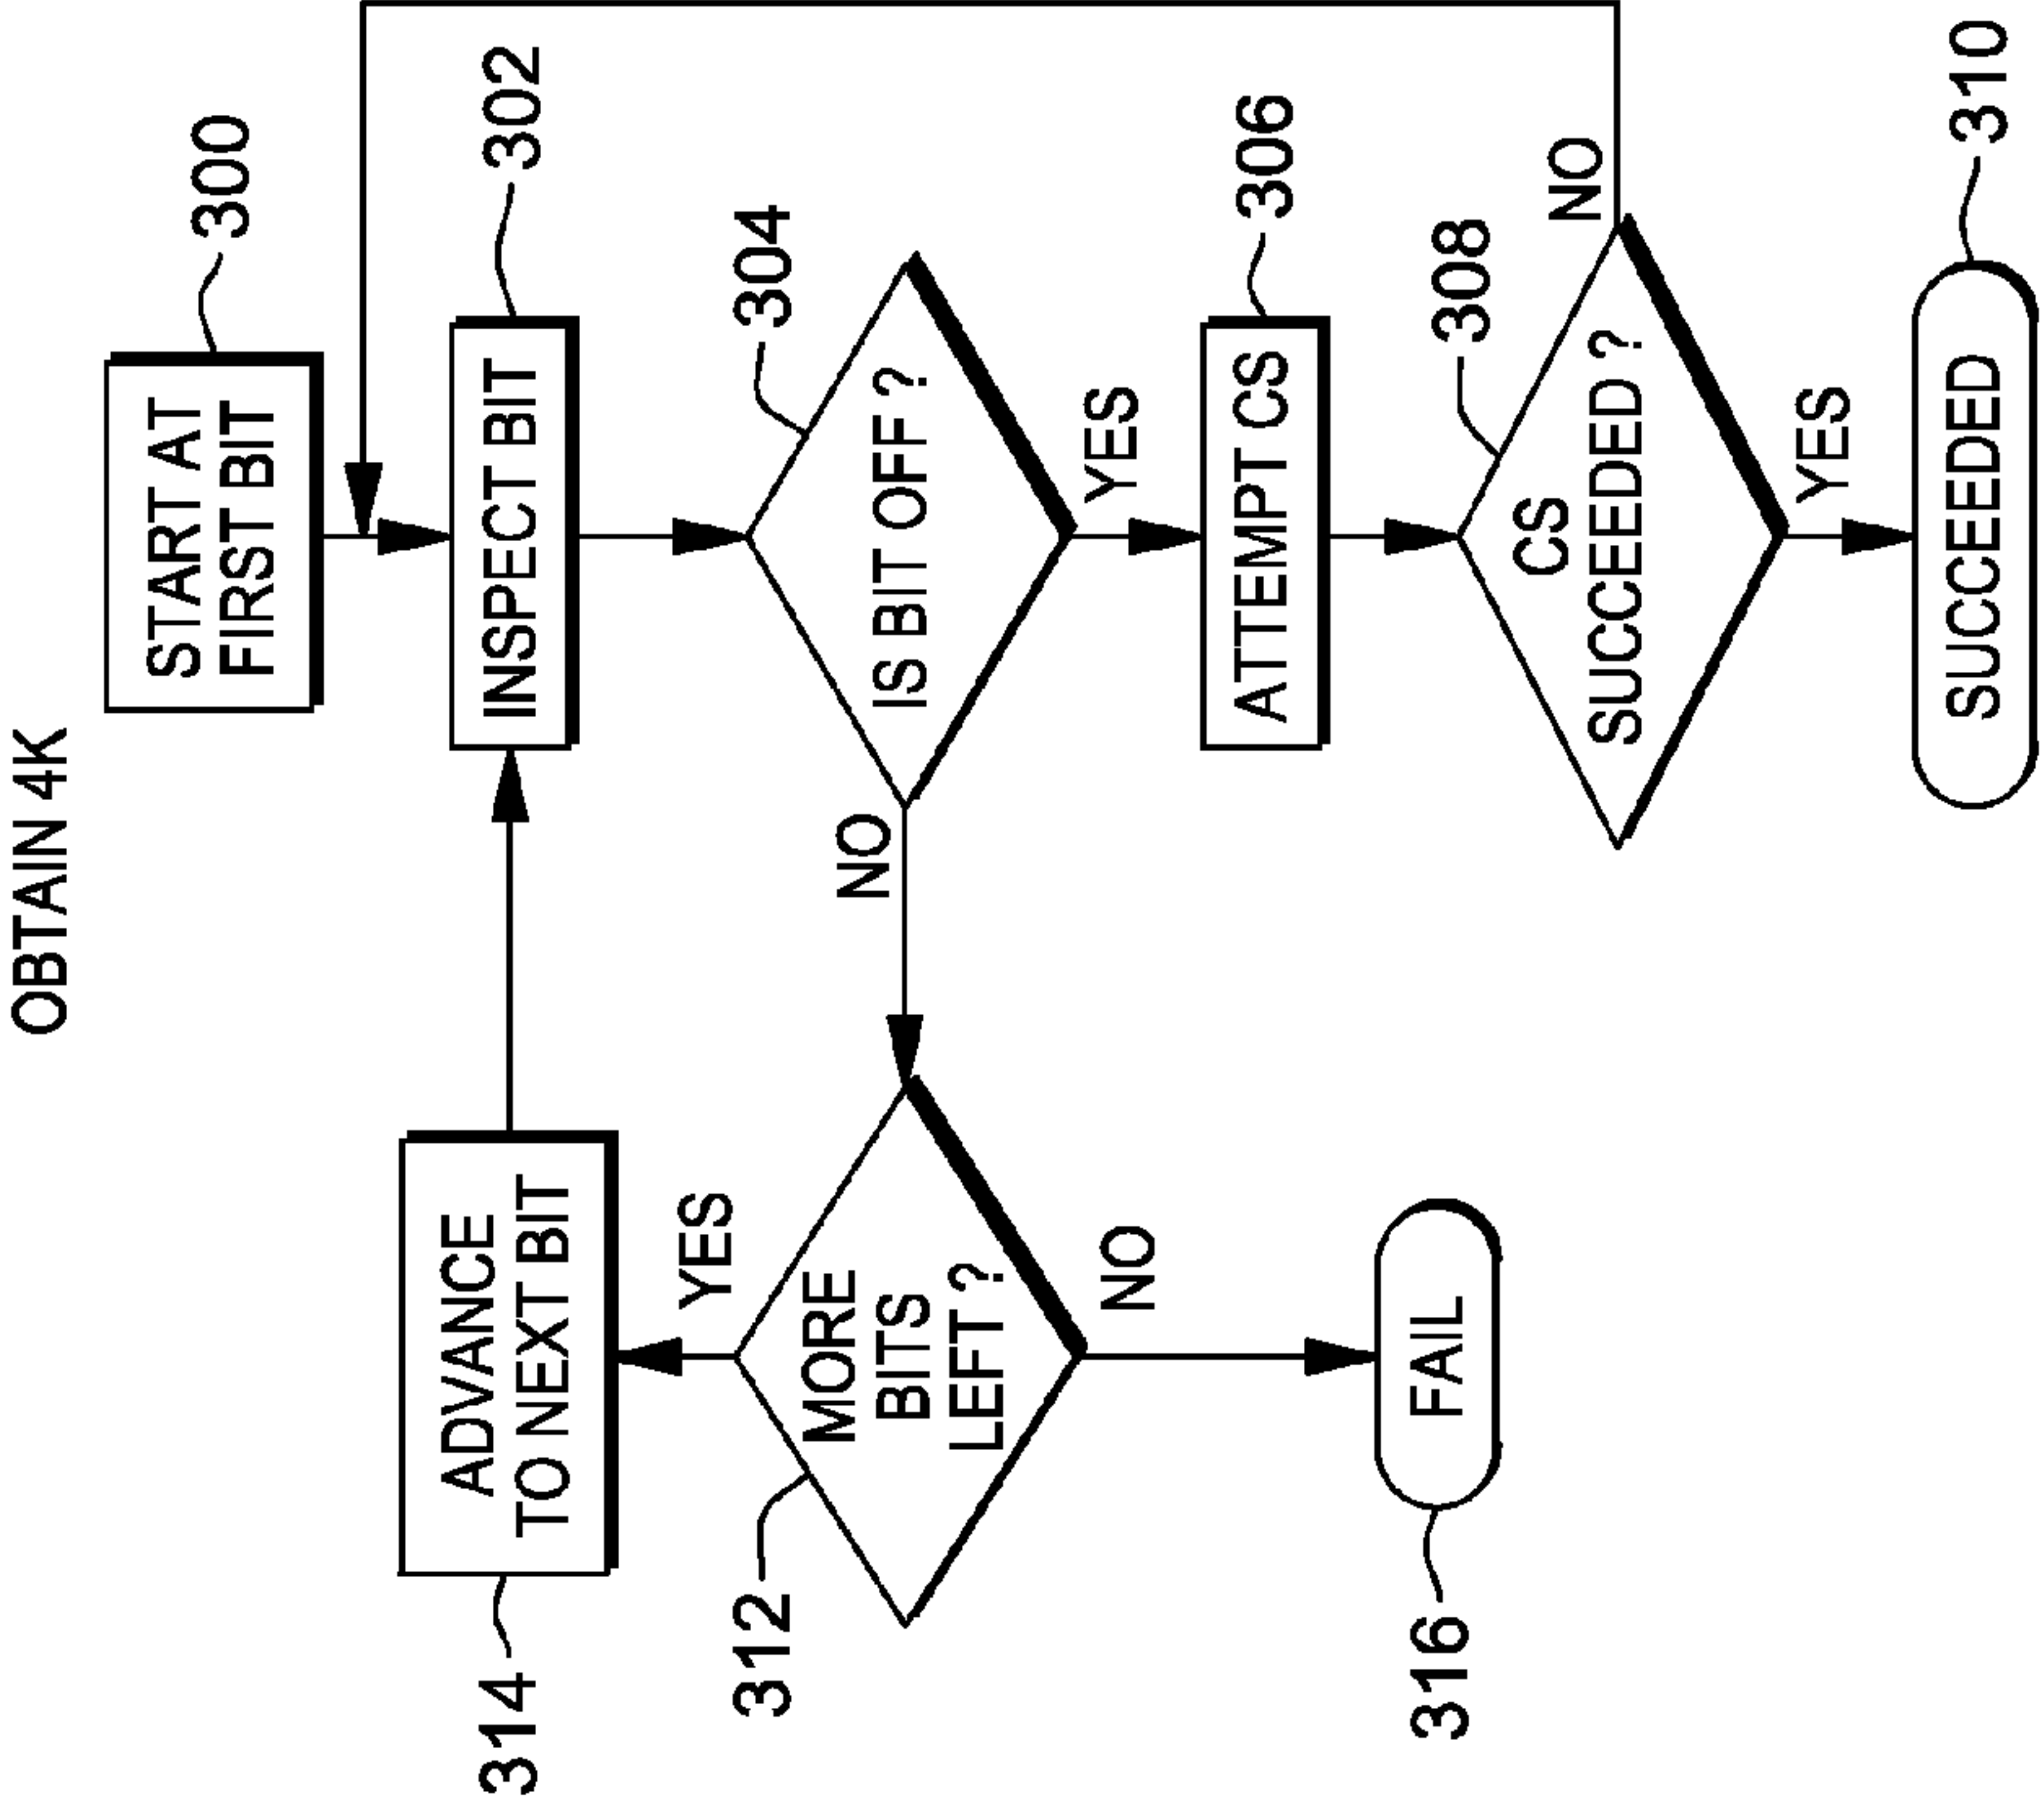 OBTAIN 4K
START AT
FIRST BIT
300
INSPECT BIT
302
IS BIT OFF ?
304
YES
NO
ATTEMPT CS
306
CS
SUCCEEDED ?
308
NO
YES
SUCCEEDED
310
MORE
BITS
LEFT ?
312
YES
NO
ADVANCE
TO NEXT BIT
314
FAIL
316